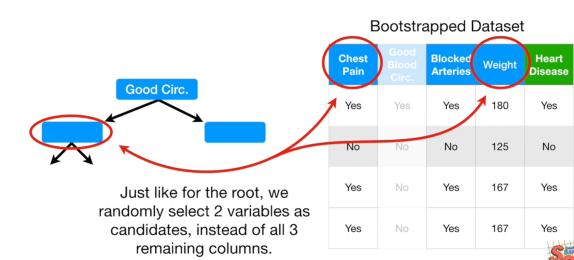 Bootstrapped Dataset
Chest Pain Good Blood Circ. Blocked Arteries Weight Heart Disease
Yes Yes Yes 180 Yes
No No No 125 No
Yes No Yes 167 Yes
Yes No Yes 167 Yes
Good Circ.
Just like for the root, we
randomly select 2 variables as
candidates, instead of all 3
remaining columns.